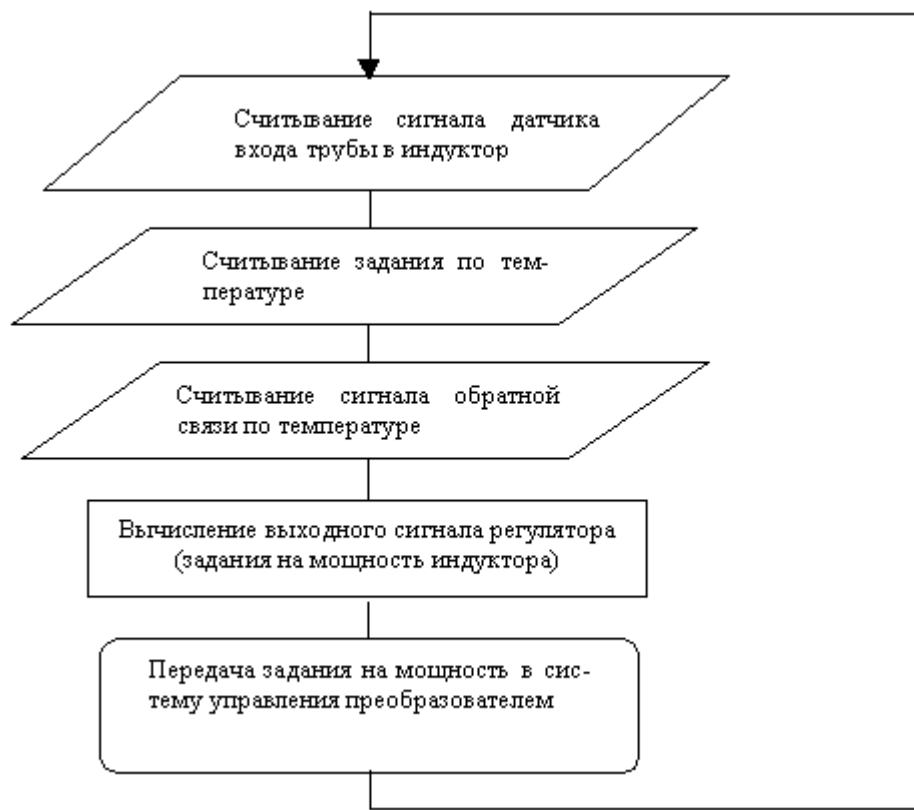 Считывание сигнала датчика
входа трубы в индуктор
Считывание задания по тем-
пературе
Считывание сигнала обратной
связи по температуре
Вычисление выходного сигнала регулятора
(задания на мощность индуктора)
Передача задания на мощность в сис-
тему управления преобразователем